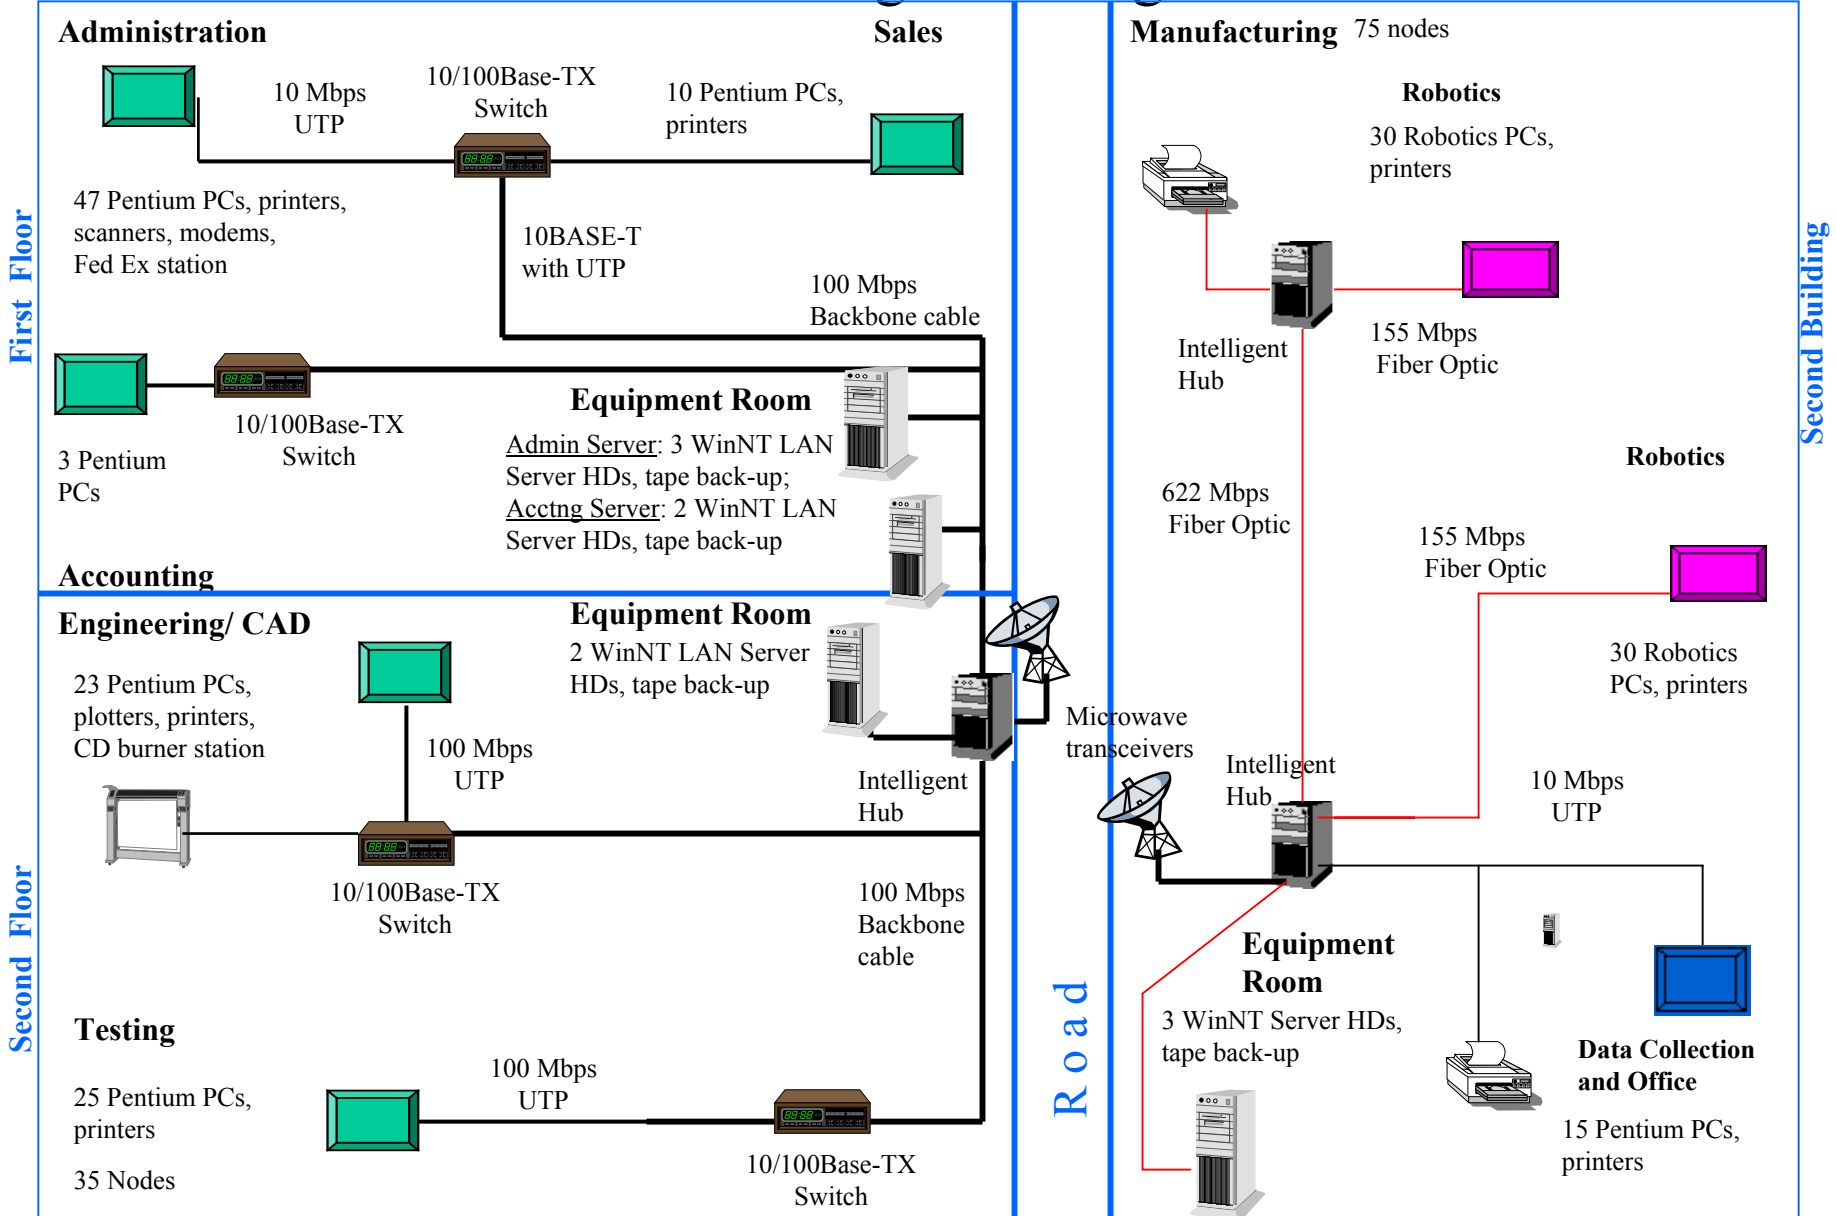 Administration
Sales
10 Mbps
UTP
10/100Base-TX
Switch
10 Pentium PCs,
printers
47 Pentium PCs, printers,
scanners, modems,
Fed Ex station
10BASE-T
with UTP
100 Mbps
Backbone cable
First Floor
10/100Base-TX
Switch
3 Pentium
PCs
Equipment Room
Admin Server: 3 WinNT LAN
Server HDs, tape back-up;
Acctng Server: 2 WinNT LAN
Server HDs, tape back-up
Accounting
Engineering/ CAD
23 Pentium PCs,
plotters, printers,
CD burner station
100 Mbps
UTP
Equipment Room
2 WinNT LAN Server
HDs, tape back-up
Intelligent
Hub
10/100Base-TX
Switch
100 Mbps
Backbone
cable
Second Floor
Testing
25 Pentium PCs,
printers
35 Nodes
100 Mbps
UTP
10/100Base-TX
Switch
Road
Microwave
transceivers
Manufacturing 75 nodes
Robotics
30 Robotics PCs,
printers
Intelligent
Hub
155 Mbps
Fiber Optic
Second Building
Robotics
622 Mbps
Fiber Optic
155 Mbps
Fiber Optic
30 Robotics
PCs, printers
Intelligent
Hub
10 Mbps
UTP
Equipment
Room
3 WinNT Server HDs,
tape back-up
Data Collection
and Office
15 Pentium PCs,
printers